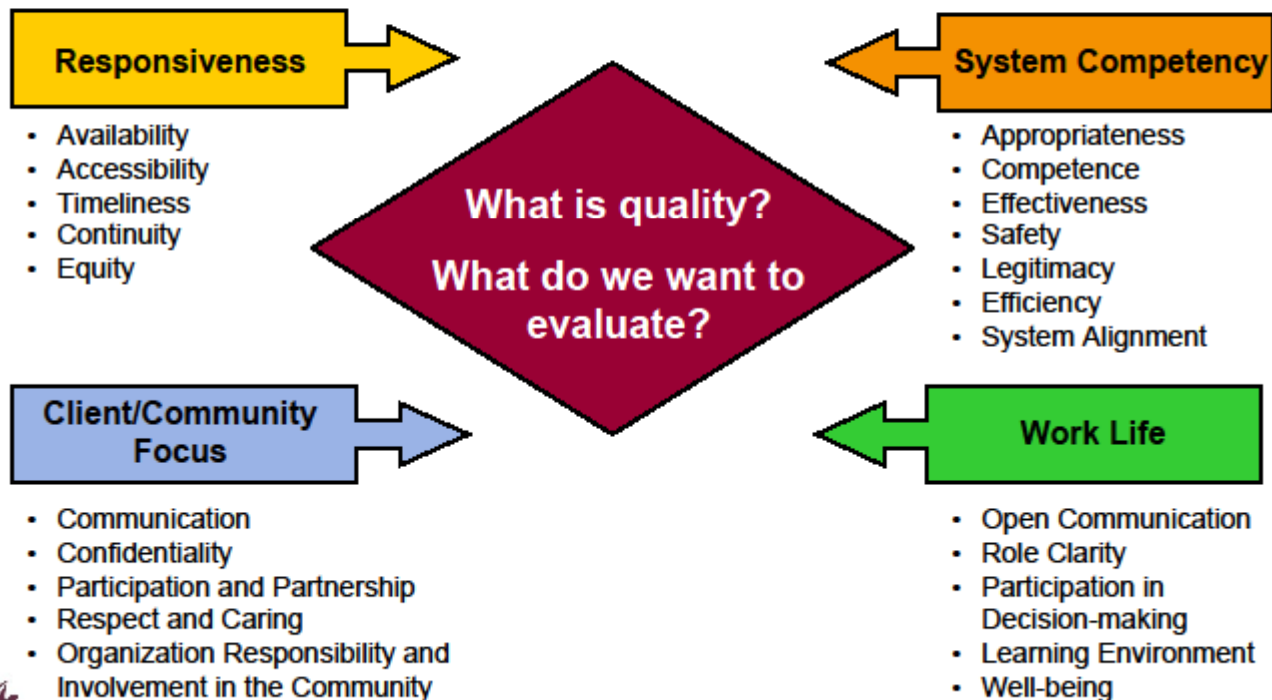 Responsiveness
• Availability
• Accessibility
• Timeliness
• Continuity
• Equity
System Competency
• Appropriateness
• Competence
• Effectiveness
• Safety
• Legitimacy
• Efficiency
• System Alignment
What is quality?
What do we want to
evaluate?
Client/Community
Focus
• Communication
• Confidentiality
• Participation and Partnership
• Respect and Caring
• Organization Responsibility and
Involvement in the Community
Work Life
• Open Communication
• Role Clarity
• Participation in
Decision-making
• Learning Environment
• Well-being